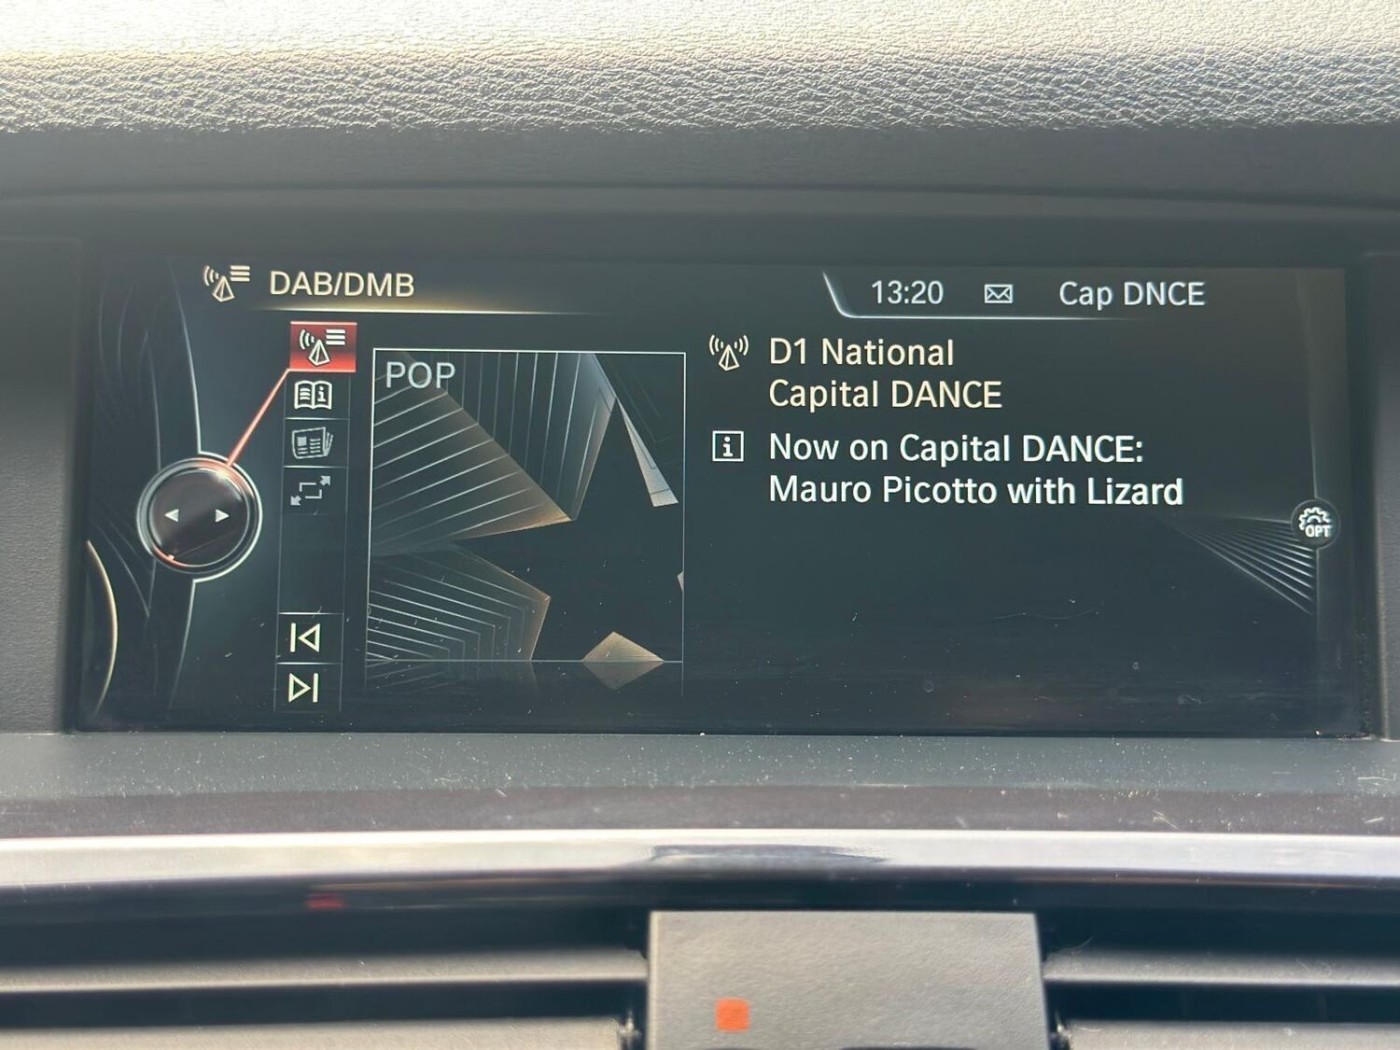 DAB/DMB
13:20
Cap DNCE
POP
D1 National
Capital DANCE
Now on Capital DANCE:
Mauro Picotto with Lizard
OPT